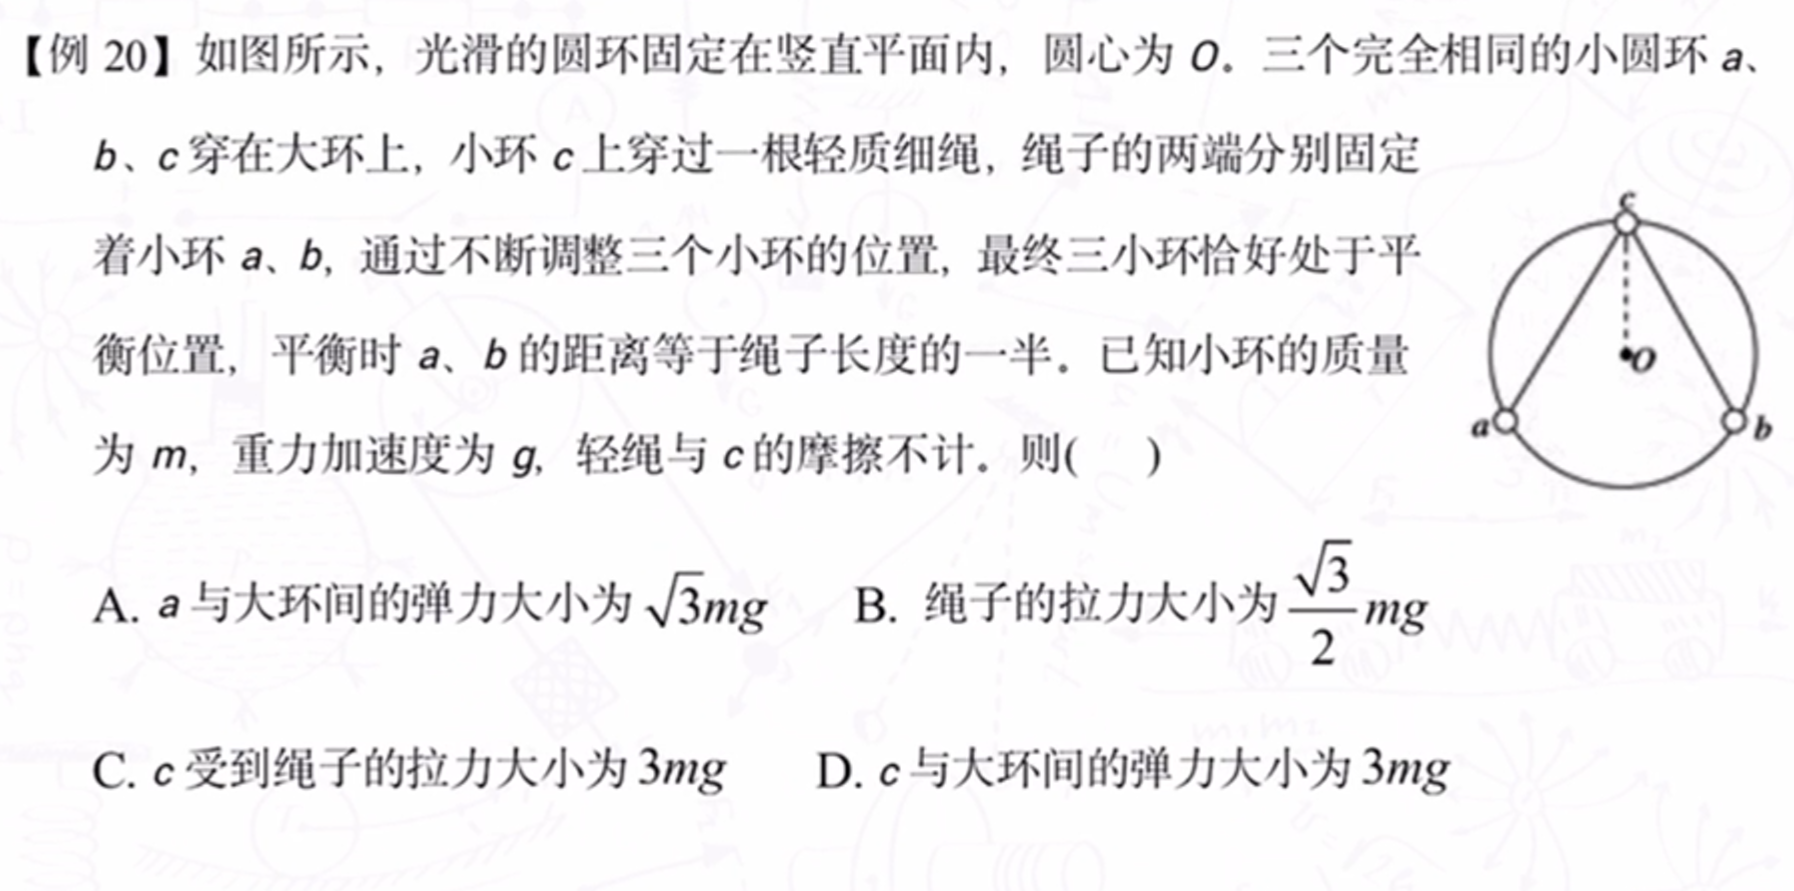 【例 20】如图所示，光滑的圆环固定在竖直平面内，圆心为 O．三个完全相同的小圆环 a、
b、c 穿在大环上，小环 c 上穿过一根轻质细绳，绳子的两端分别固定
着小环 a、b，通过不断调整三个小环的位置，最终三小环恰好处于平
衡位置，平衡时 a、b 的距离等于绳子长度的一半．已知小环的质量
为 m，重力加速度为 g，轻绳与 c 的摩擦不计．则(　)
c
O
a
b
A. a 与大环间的弹力大小为 √3mg　B. 绳子的拉力大小为 √3/2 mg
C. c 受到绳子的拉力大小为 3mg　D. c 与大环间的弹力大小为 3mg